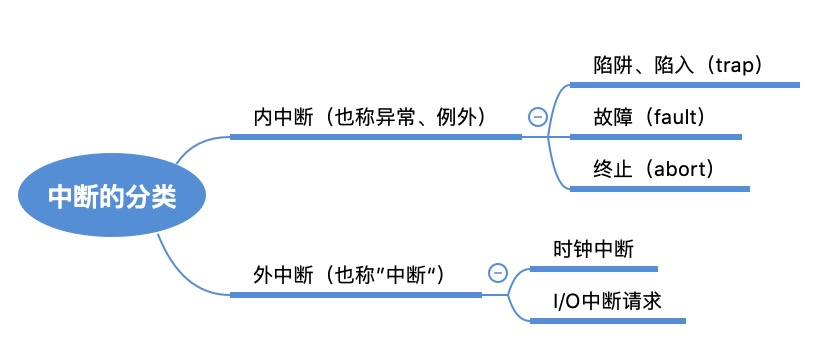 中断的分类
内中断（也称异常、例外）
陷阱、陷入（trap）
故障（fault）
终止（abort）
外中断（也称”中断“）
时钟中断
I/O中断请求